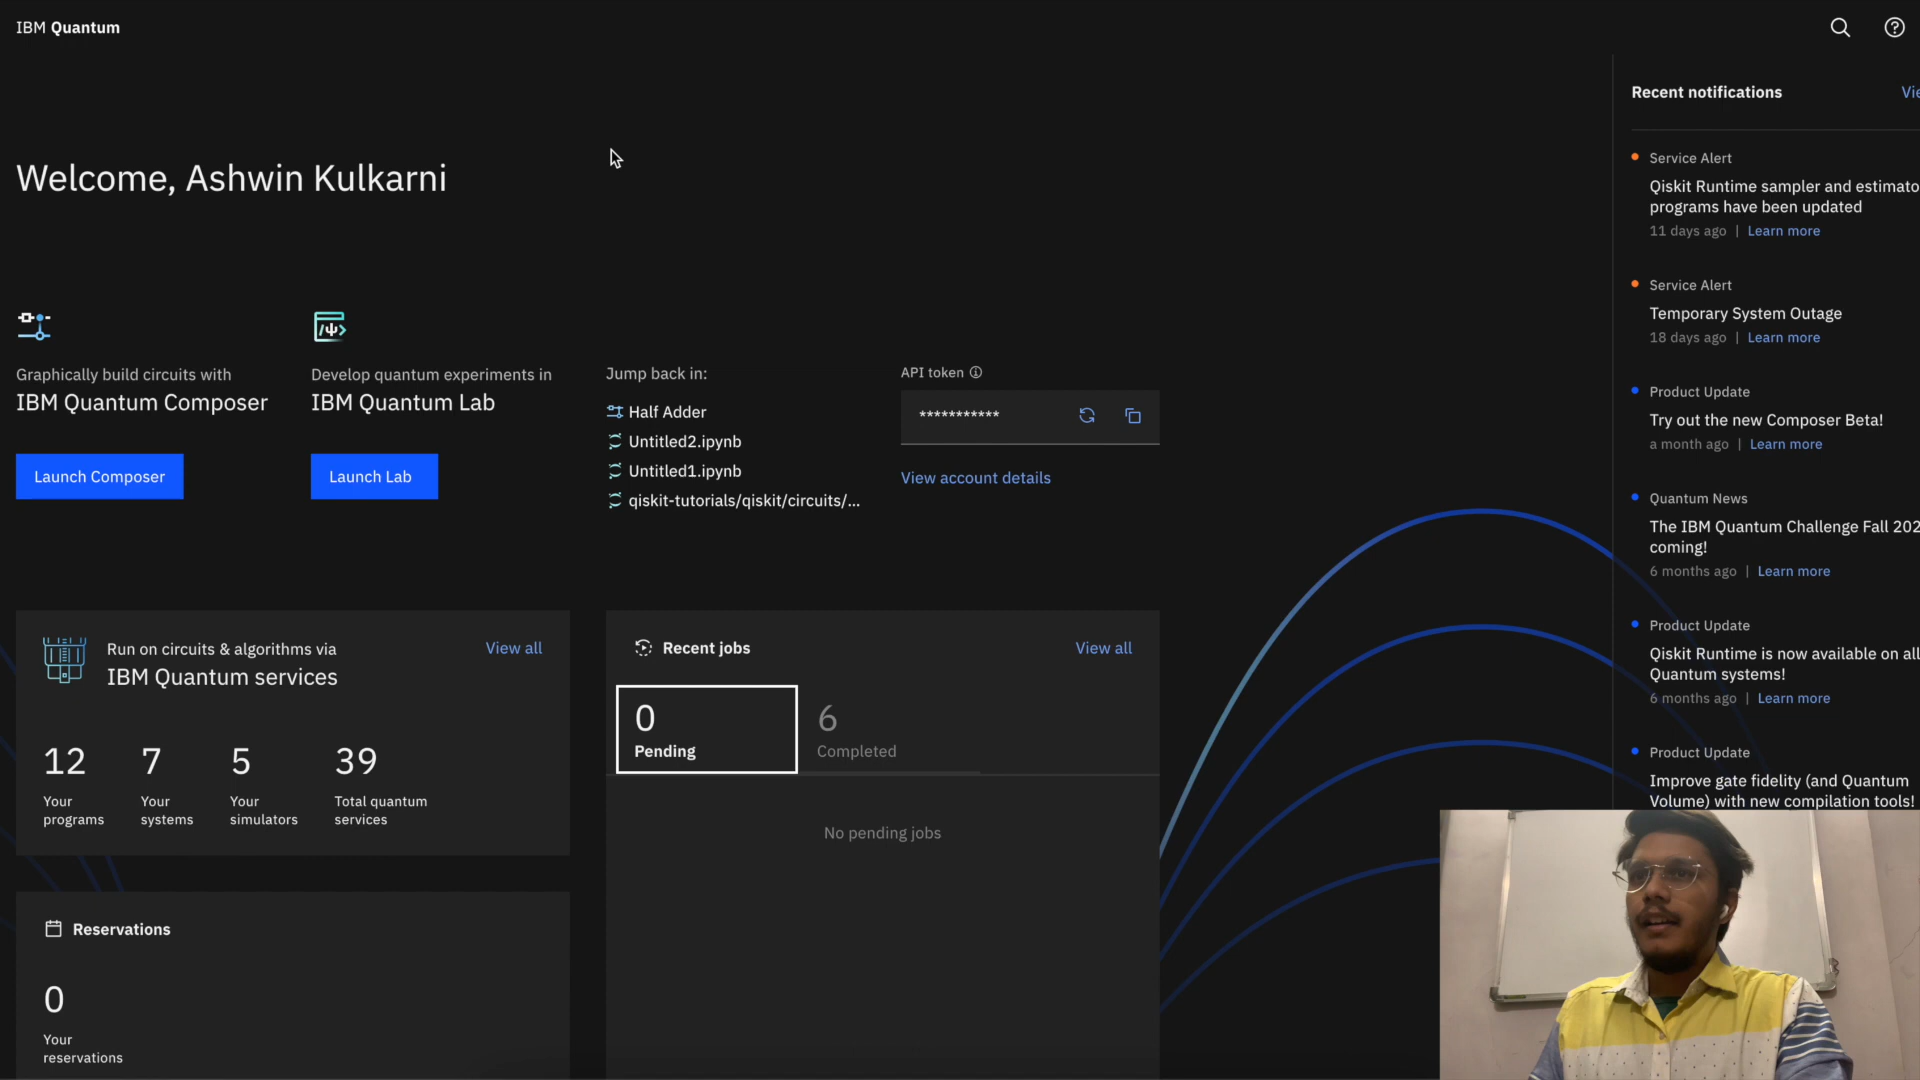 IBM Quantum
Welcome, Ashwin Kulkarni
Graphically build circuits with
IBM Quantum Composer
Launch Composer
Develop quantum experiments in
IBM Quantum Lab
Launch Lab
Jump back in:
Half Adder
Untitled2.ipynb
Untitled1.ipynb
qiskit-tutorials/qiskit/circuits/...
API token
***********
View account details
Run on circuits & algorithms via
IBM Quantum services
View all
12
Your
programs
7
Your
systems
5
Your
simulators
39
Total quantum
services
Reservations
0
Your
reservations
Recent jobs
View all
0
Pending
6
Completed
No pending jobs
Recent notifications
Vie
Service Alert
Qiskit Runtime sampler and estimato
programs have been updated
11 days ago | Learn more
Service Alert
Temporary System Outage
18 days ago | Learn more
Product Update
Try out the new Composer Beta!
a month ago | Learn more
Quantum News
The IBM Quantum Challenge Fall 202
coming!
6 months ago | Learn more
Product Update
Qiskit Runtime is now available on all
Quantum systems!
6 months ago | Learn more
Product Update
Improve gate fidelity (and Quantum
Volume) with new compilation tools!